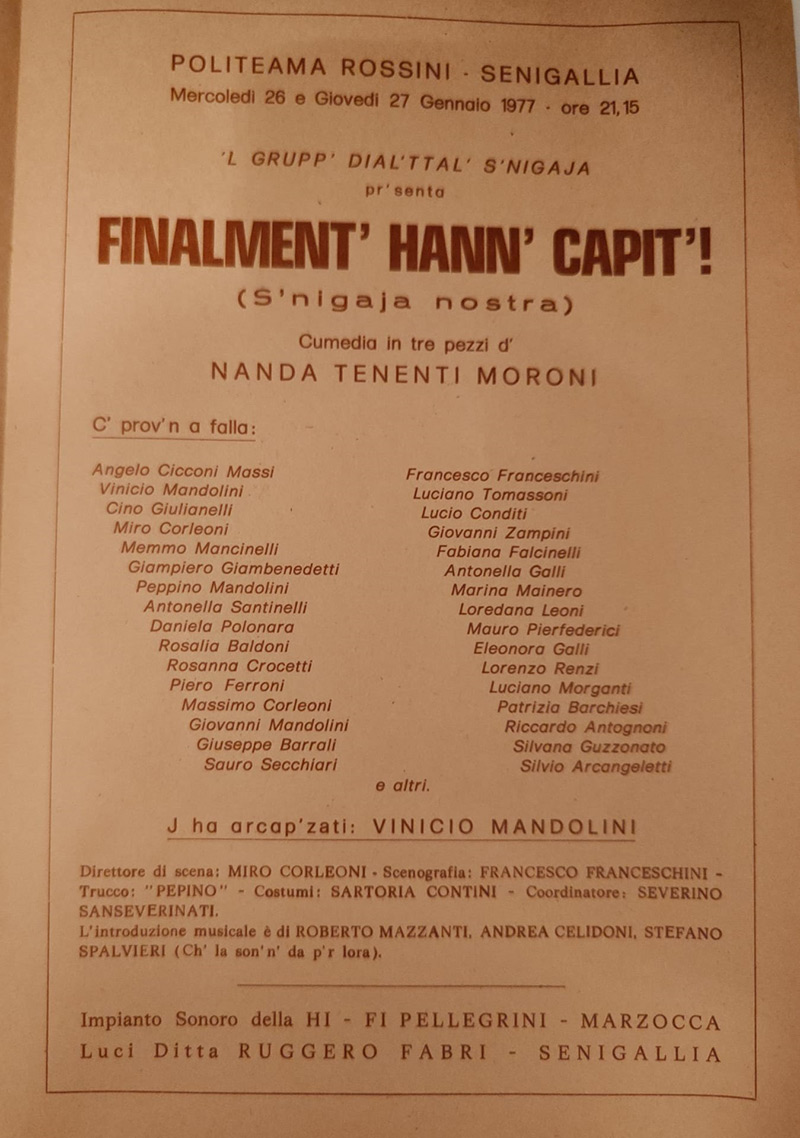 POLITEAMA ROSSINI - SENIGALLIA
Mercoledì 26 e Giovedì 27 Gennaio 1977 - ore 21,15
'L GRUPP' DIAL'TTAL' S'NIGAJA
pr'senta
FINALMENT' HANN' CAPIT'!
(S'nigaja nostra)
Cumedia in tre pezzi d'
NANDA TENENTI MORONI
C' prov'n a falla:
Angelo Cicconi Massi
Vinicio Mandolini
Cino Giulianelli
Miro Corleoni
Memmo Mancinelli
Giampiero Giambenedetti
Peppino Mandolini
Antonella Santinelli
Daniela Polonara
Rosalia Baldoni
Rosanna Crocetti
Piero Ferroni
Massimo Corleoni
Giovanni Mandolini
Giuseppe Barrali
Sauro Secchiari
Francesco Franceschini
Luciano Tomassoni
Lucio Conditi
Giovanni Zampini
Fabiana Falcinelli
Antonella Galli
Marina Mainero
Loredana Leoni
Mauro Pierfederici
Eleonora Galli
Lorenzo Renzi
Luciano Morganti
Patrizia Barchiesi
Riccardo Antognoni
Silvana Guzzonato
Silvio Arcangeletti
e altri.
J ha arcap'zati: VINICIO MANDOLINI
Direttore di scena: MIRO CORLEONI - Scenografia: FRANCESCO FRANCESCHINI -
Trucco: "PEPINO" - Costumi: SARTORIA CONTINI - Coordinatore: SEVERINO
SANSEVERINATI.
L'introduzione musicale è di ROBERTO MAZZANTI, ANDREA CELIDONI, STEFANO
SPALVIERI (Ch' la son'n' da p'r lora).
Impianto Sonoro della HI - FI PELLEGRINI - MARZOCCA
Luci Ditta RUGGERO FABRI - SENIGALLIA